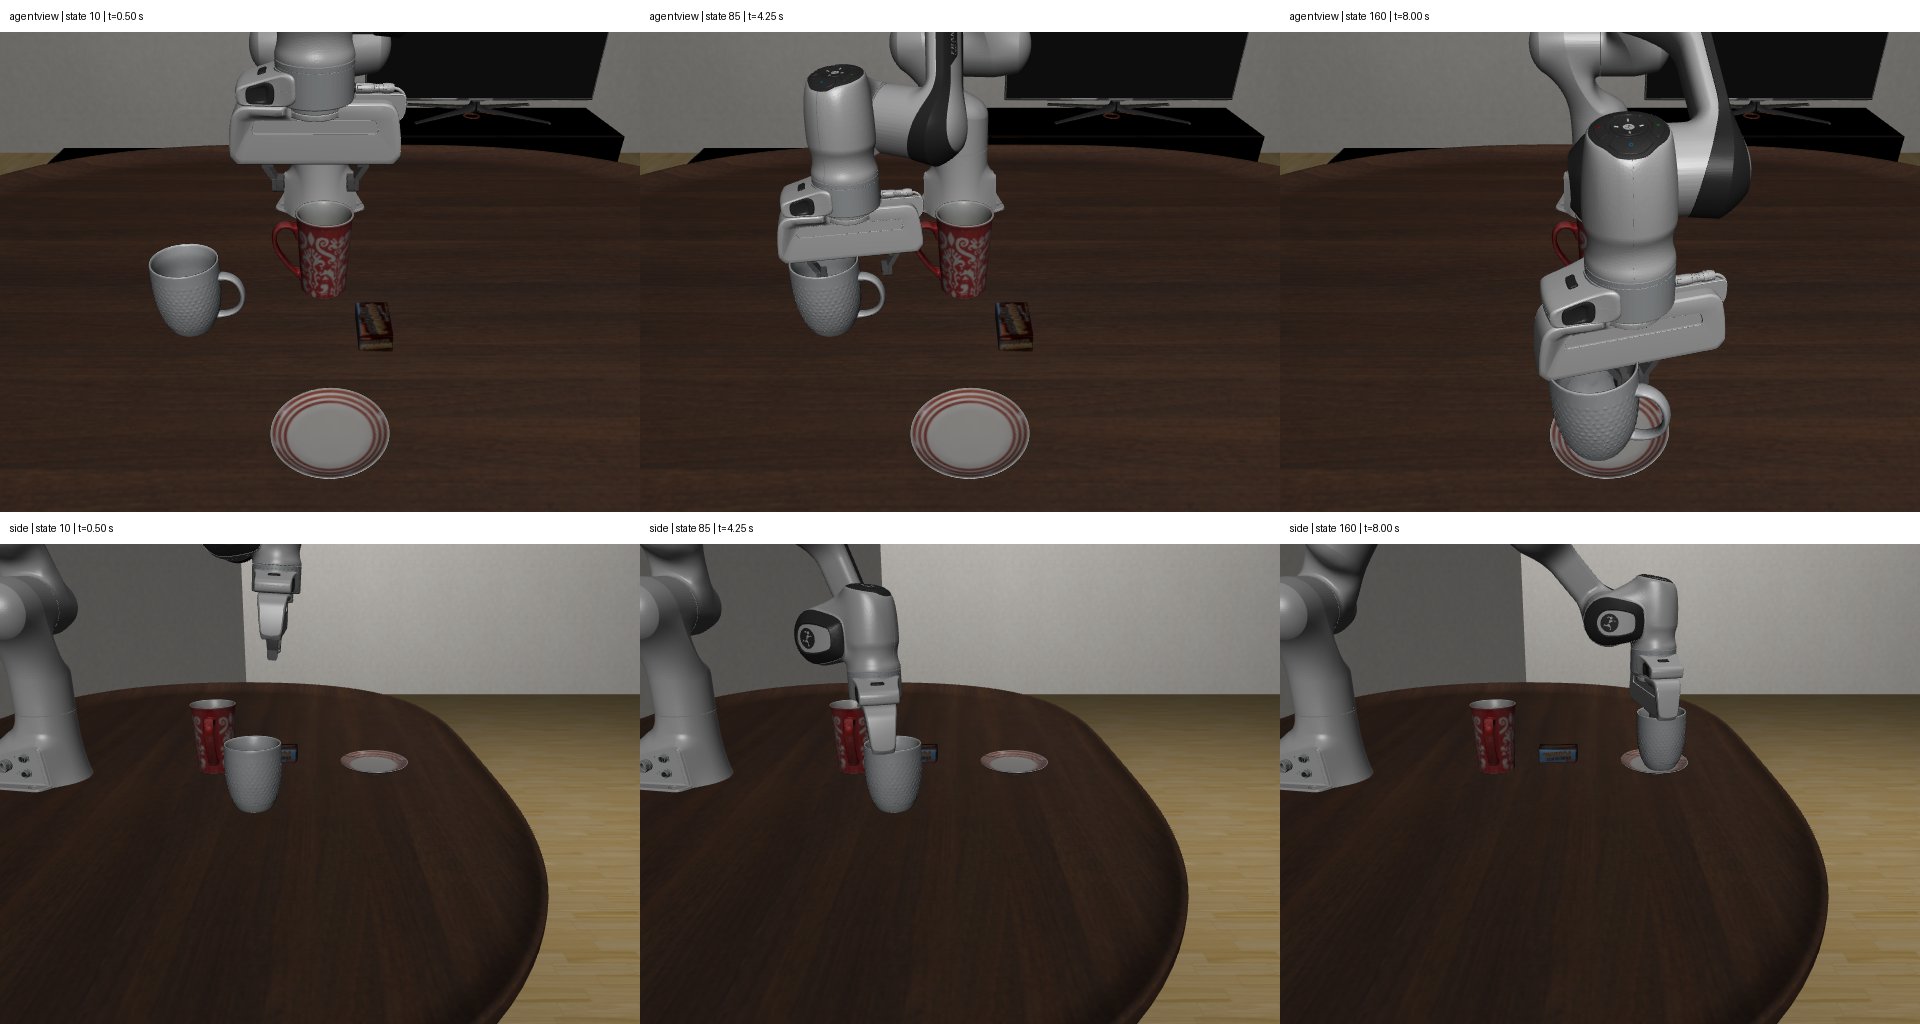 agentview | state 10 | t=0.50 s
agentview | state 85 | t=4.25 s
agentview | state 160 | t=8.00 s
side | state 10 | t=0.50 s
side | state 85 | t=4.25 s
side | state 160 | t=8.00 s